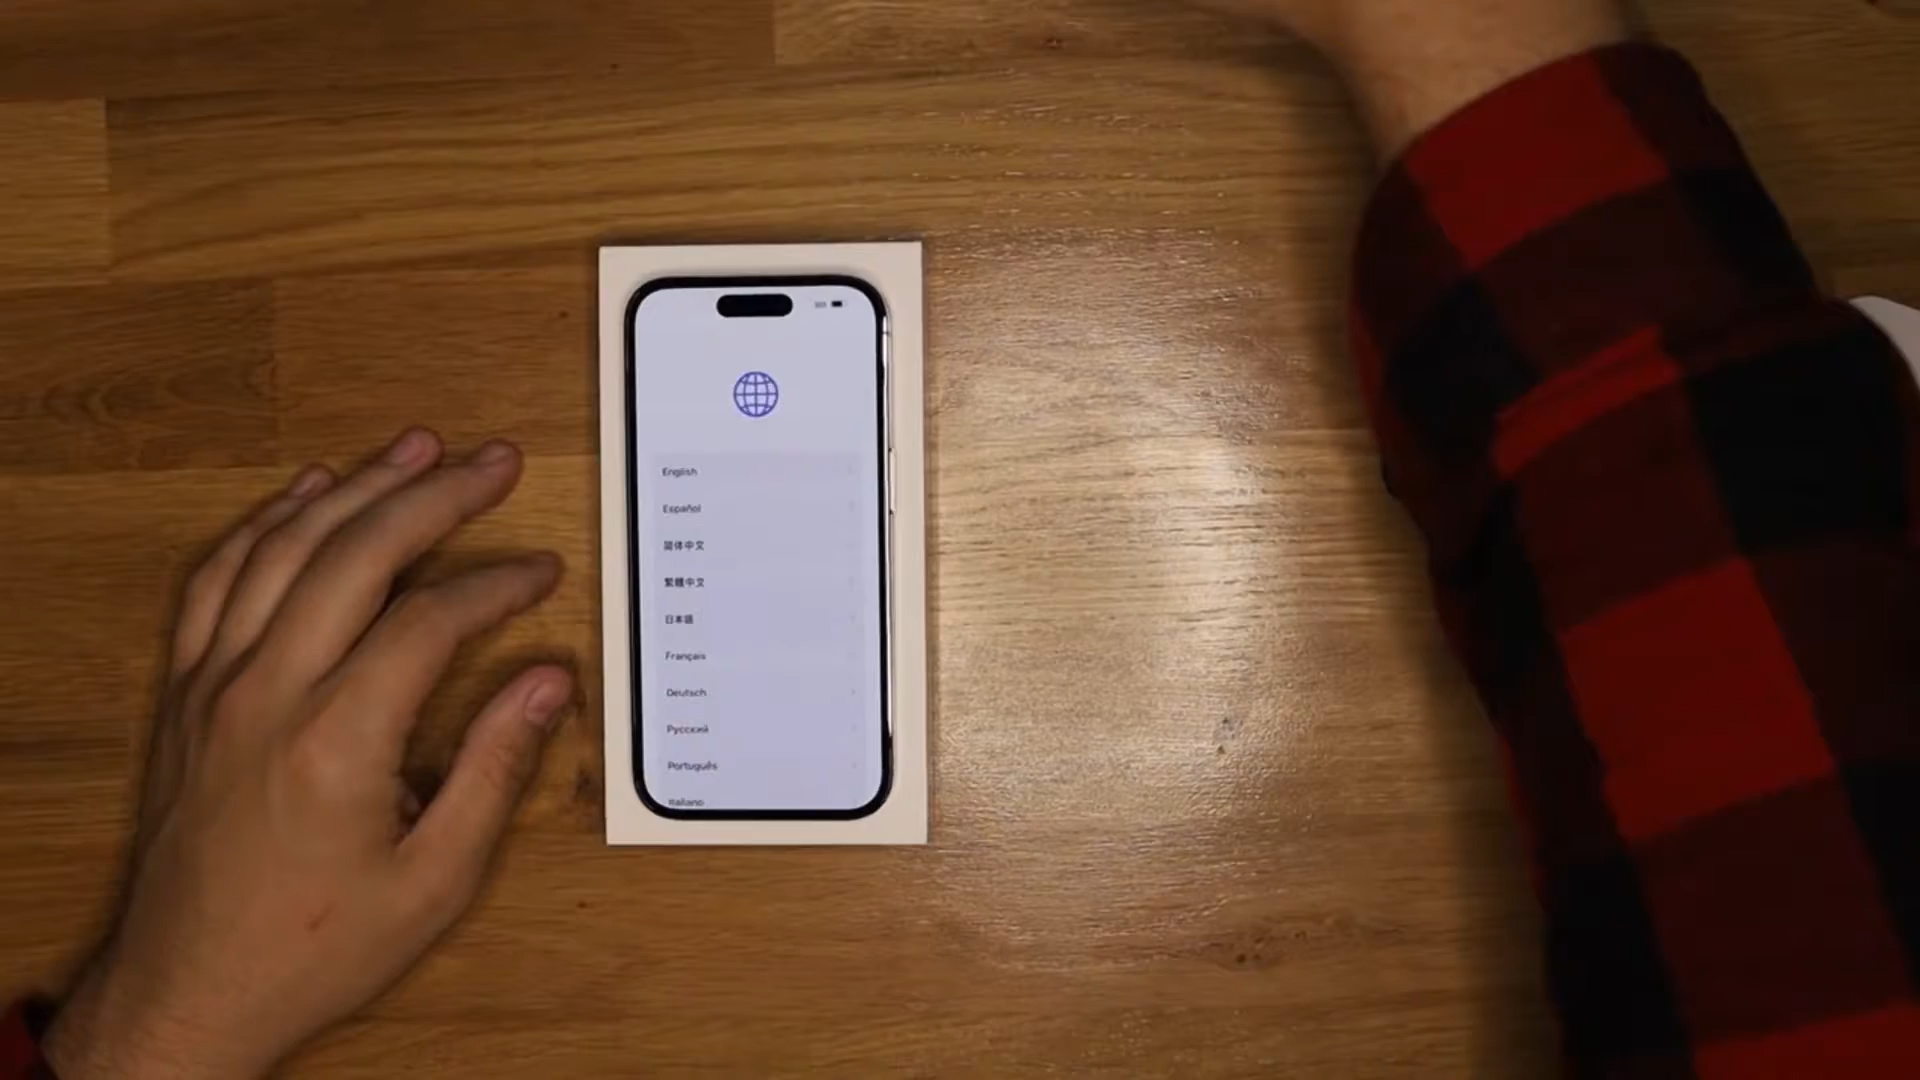 English
Español
简体中文
繁體中文
日本語
Français
Deutsch
Русский
Português
Italiano